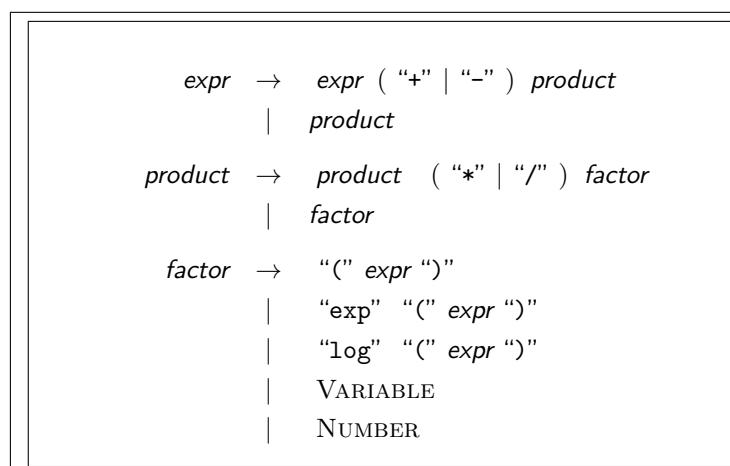 expr → expr ( “+” | “-” ) product
| product
product → product ( “*” | “/” ) factor
| factor
factor → “(” expr “)”
| “exp” “(” expr “)”
| “log” “(” expr “)”
| VARIABLE
| NUMBER